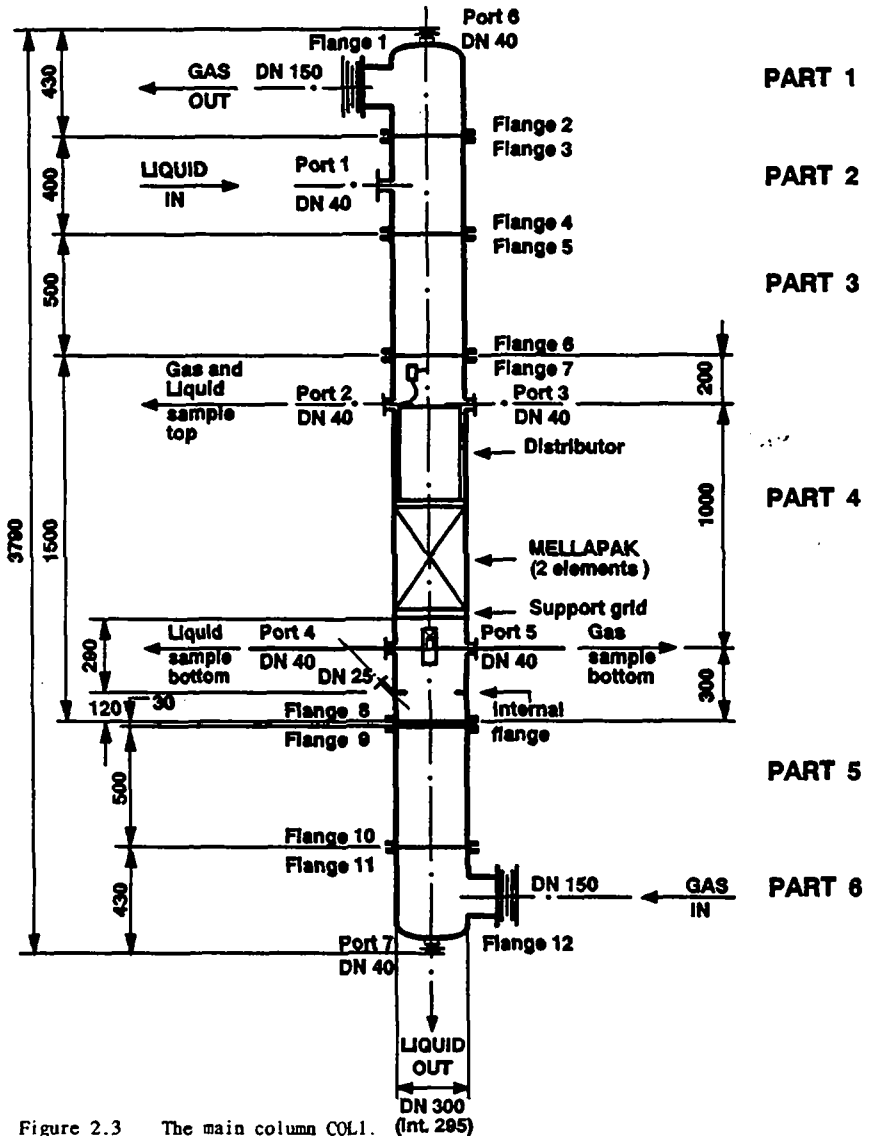 Port 6
DN 40
Flange 1
GAS
OUT
DN 150
PART 1
430
Flange 2
Flange 3
LIQUID
IN
Port 1
DN 40
PART 2
400
Flange 4
Flange 5
500
PART 3
Flange 6
Flange 7
200
Gas and
Liquid
sample
top
Port 2
DN 40
Port 3
DN 40
Distributor
PART 4
1000
3790
1500
MELLAPAK
(2 elements)
Support grid
290
Liquid
sample
bottom
Port 4
DN 40
Port 5
DN 40
Gas
sample
bottom
DN 25
300
120
30
Flange 8
Flange 9
Internal
flange
PART 5
500
Flange 10
Flange 11
430
DN 150
GAS
IN
PART 6
Port 7
DN 40
Flange 12
LIQUID
OUT
DN 300
(Int. 295)
Figure 2.3 The main column COL1.